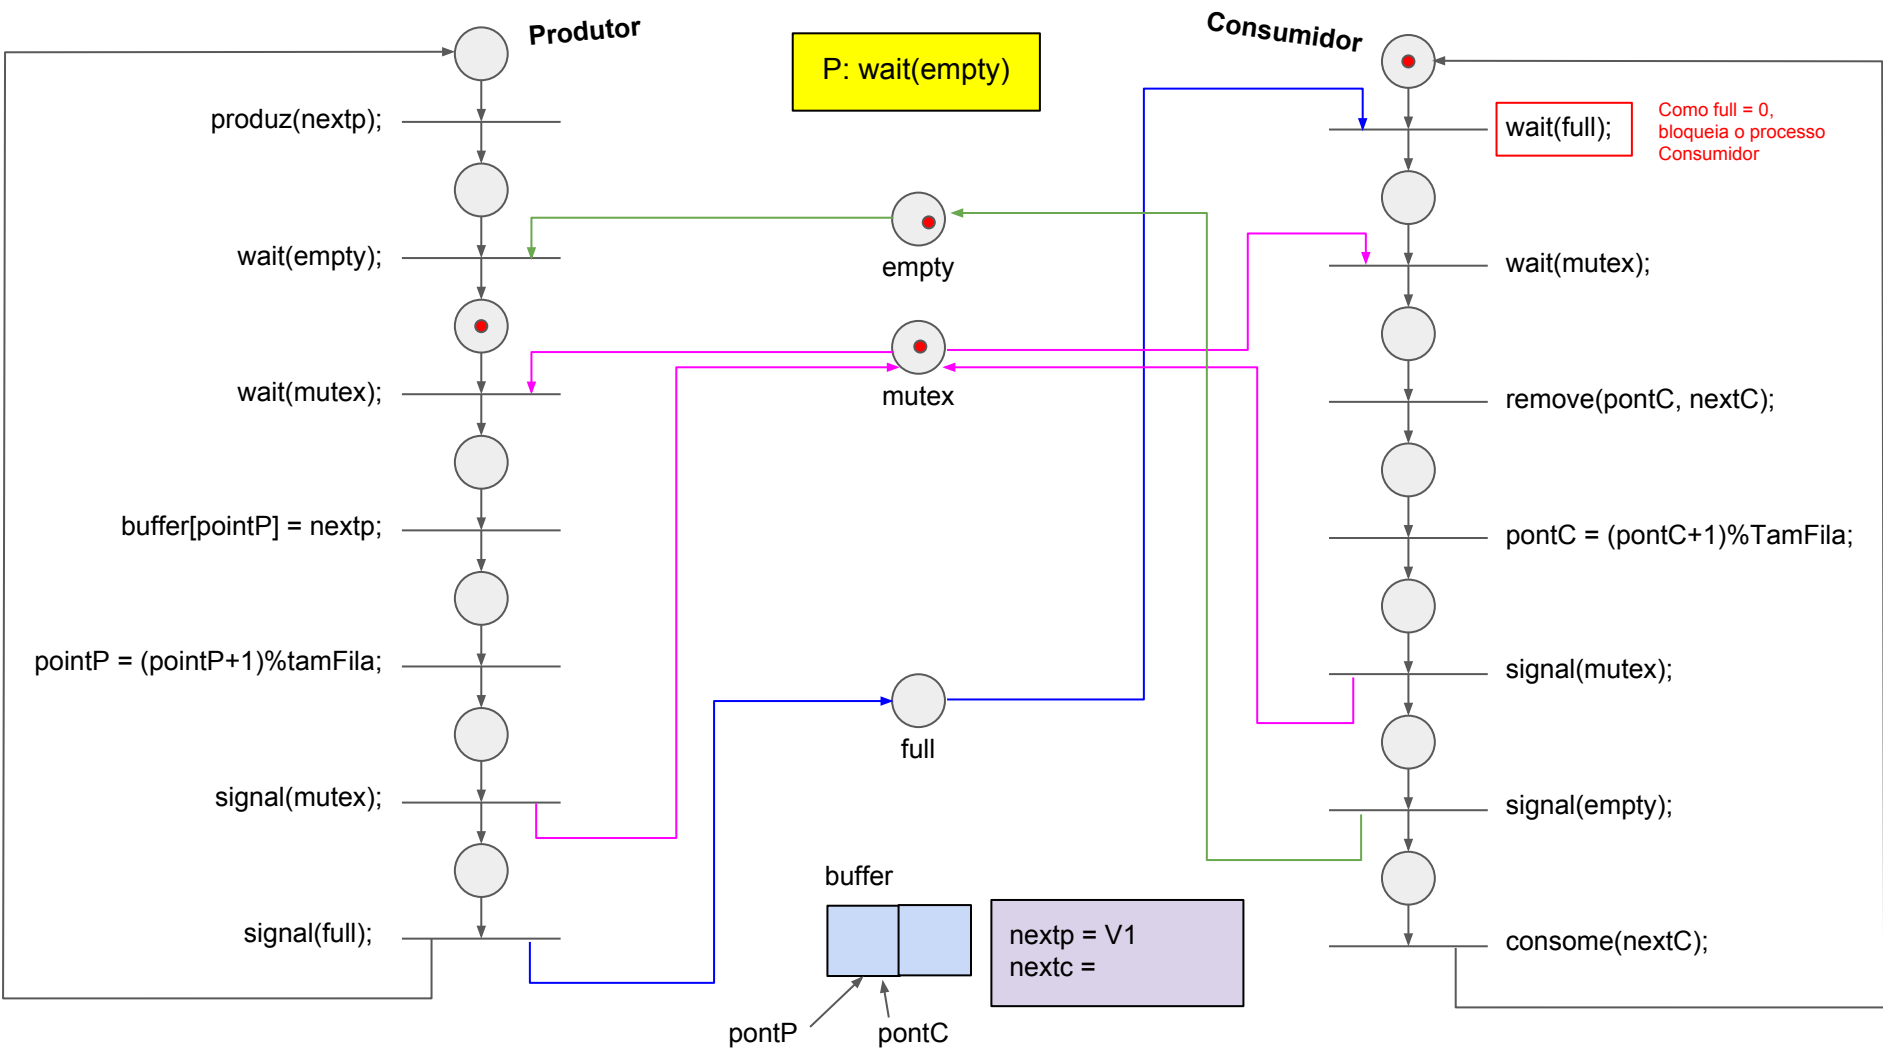 Produtor
P: wait(empty)
Consumidor
produz(nextp);
wait(full);
Como full = 0,
bloqueia o processo
Consumidor
wait(empty);
empty
wait(mutex);
wait(mutex);
mutex
remove(pontC, nextC);
buffer[pointP] = nextp;
pontC = (pontC+1)%TamFila;
pointP = (pointP+1)%tamFila;
signal(mutex);
full
signal(mutex);
signal(empty);
buffer
signal(full);
nextp = V1
nextc =
consome(nextC);
pontP
pontC